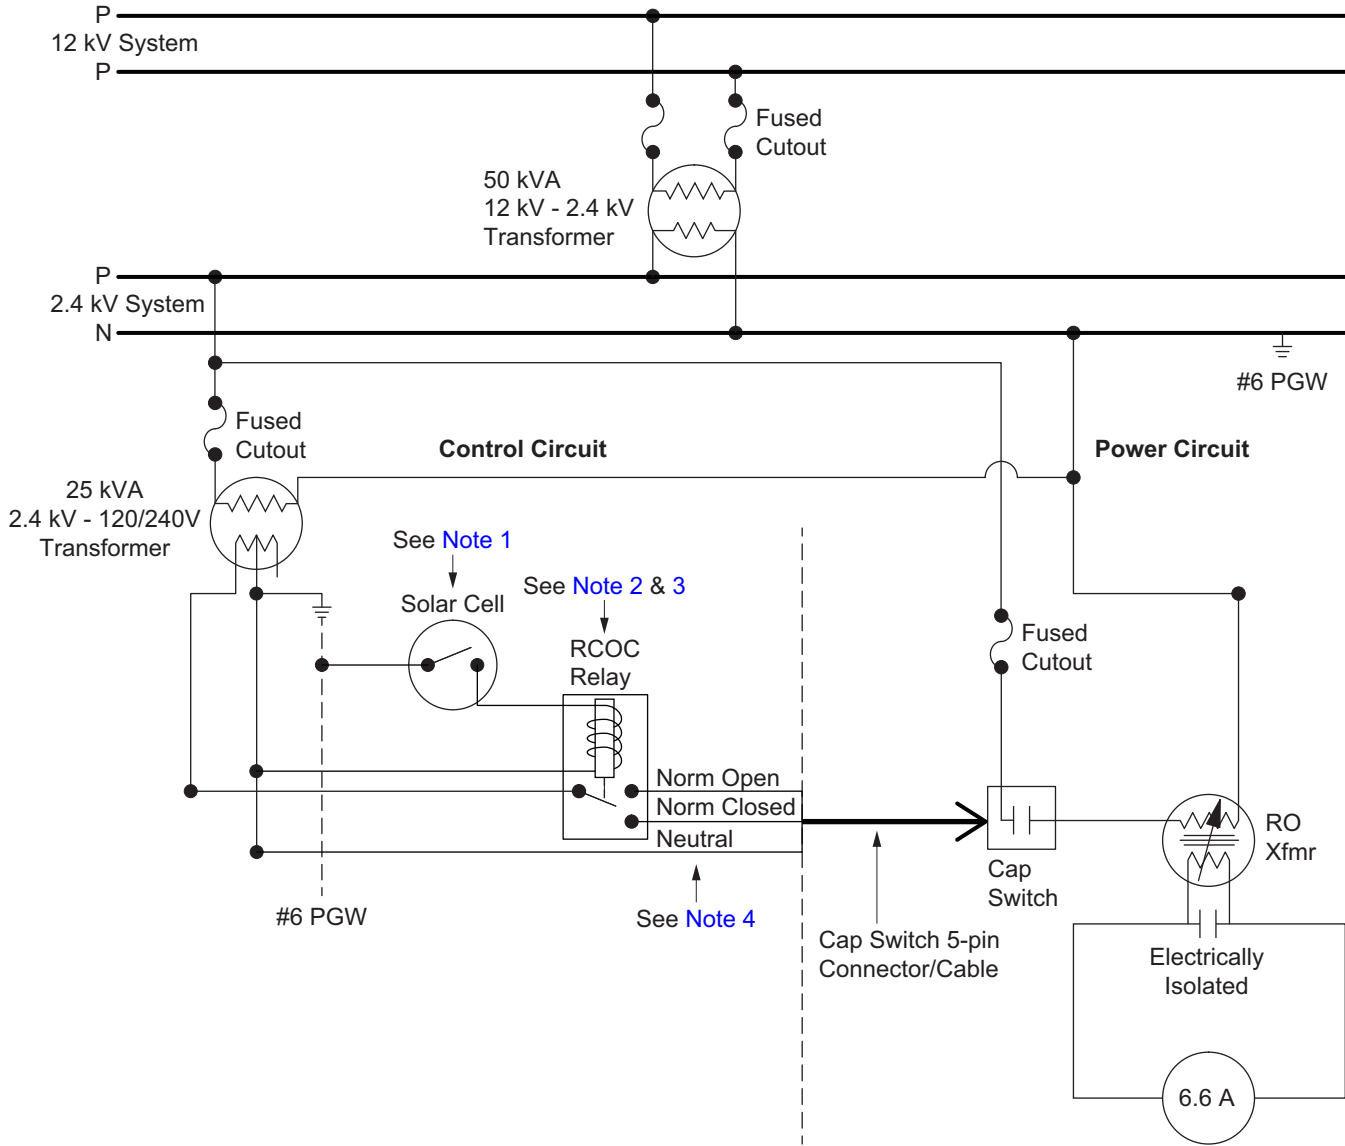 P
12 kV System
P
Fused
Cutout
50 kVA
12 kV - 2.4 kV
Transformer
P
2.4 kV System
N
#6 PGW
Fused
Cutout
Control Circuit
Power Circuit
25 kVA
2.4 kV - 120/240V
Transformer
See Note 1
Solar Cell
See Note 2 & 3
RCOC
Relay
Fused
Cutout
Norm Open
Norm Closed
Neutral
RO
Xfmr
Cap
Switch
#6 PGW
See Note 4
Cap Switch 5-pin
Connector/Cable
Electrically
Isolated
6.6 A